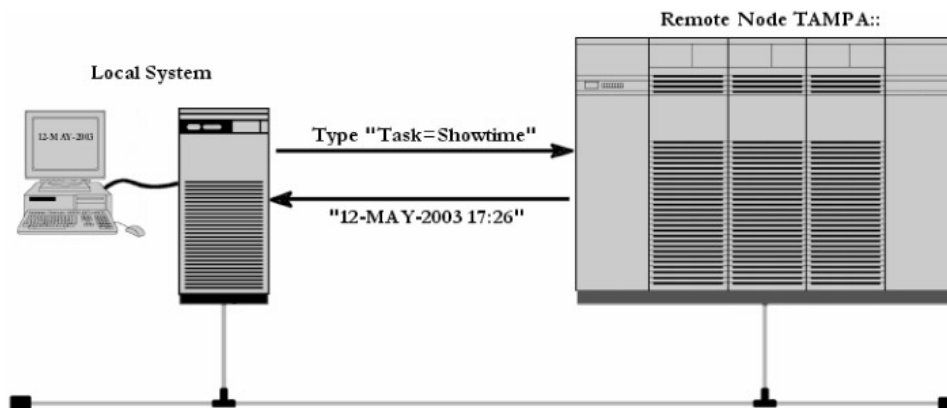 Remote Node TAMPA::
Local System
12-MAY-2003
Type "Task=Showtime"
"12-MAY-2003 17:26"